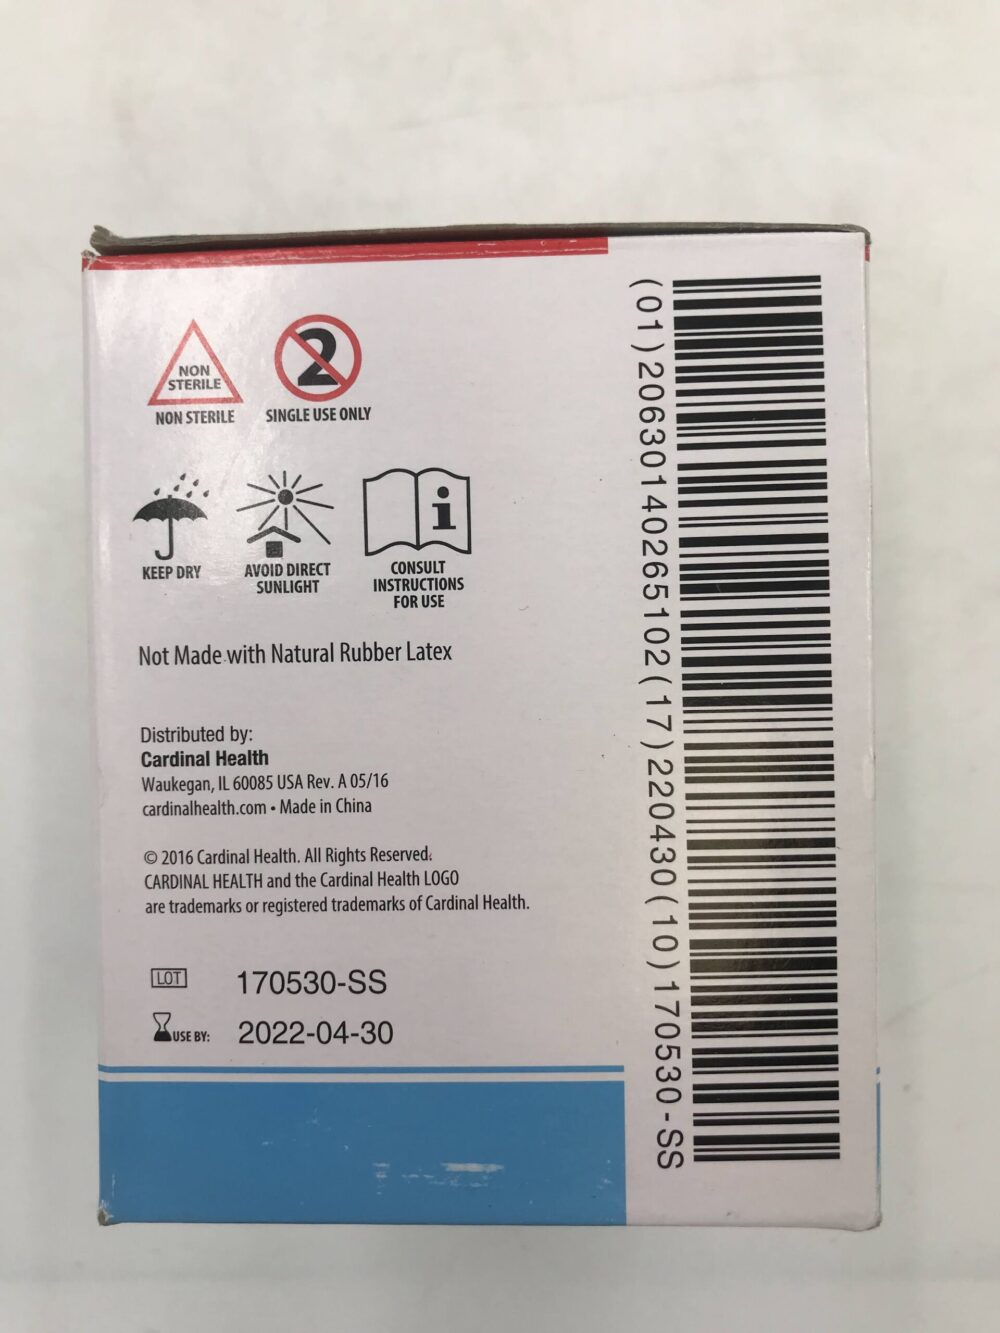 NON
STERILE
NON STERILE
2
SINGLE USE ONLY
KEEP DRY
AVOID DIRECT
SUNLIGHT
i
CONSULT
INSTRUCTIONS
FOR USE
Not Made with Natural Rubber Latex
Distributed by:
Cardinal Health
Waukegan, IL 60085 USA Rev. A 05/16
cardinalhealth.com • Made in China
© 2016 Cardinal Health. All Rights Reserved.
CARDINAL HEALTH and the Cardinal Health LOGO
are trademarks or registered trademarks of Cardinal Health.
LOT 170530-SS
USE BY: 2022-04-30
(01)20630140265102(17)220430(10)170530-SS